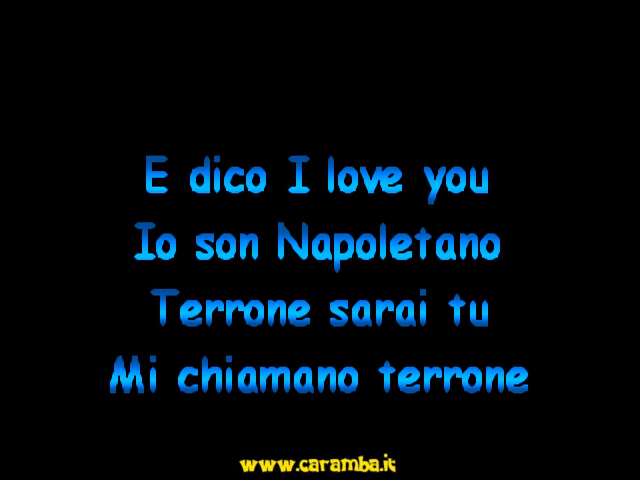 E dico I love you
Io son Napoletano
Terrone sarai tu
Mi chiamano terrone
www.caramba.it